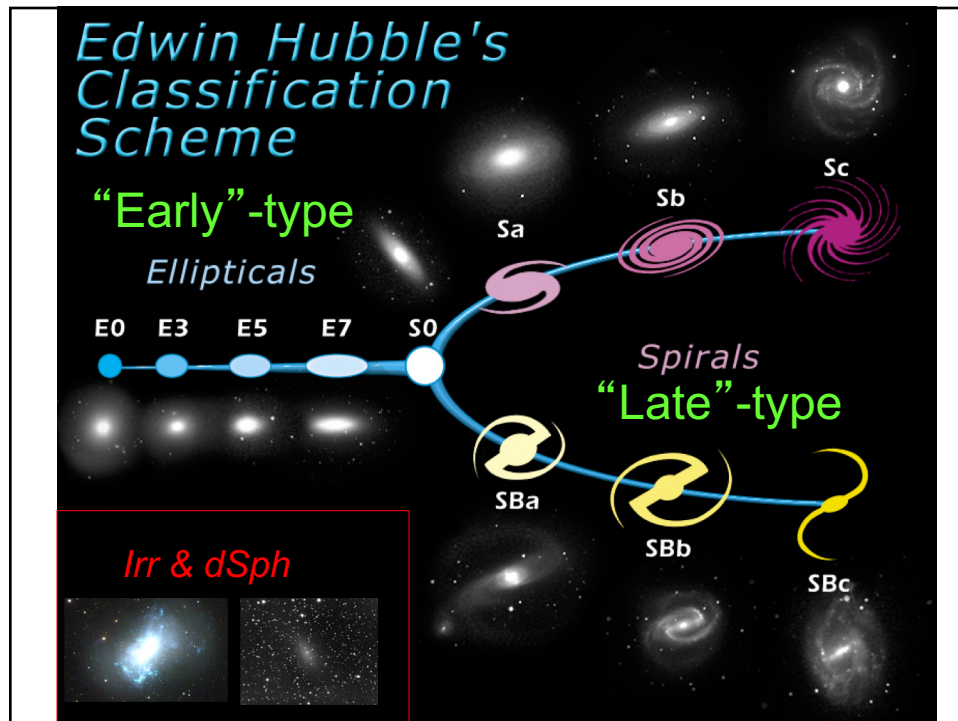 Edwin Hubble's
Classification
Scheme
“Early”-type
Ellipticals
E0 E3 E5 E7 S0
Sa
Sb
Sc
Spirals
“Late”-type
SBa
SBb
SBc
Irr & dSph